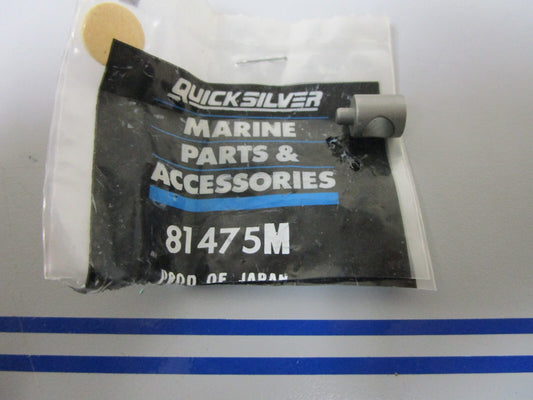 QUICKSILVER
MARINE
PARTS &
ACCESSORIES
81475M
PROD OF JAPAN